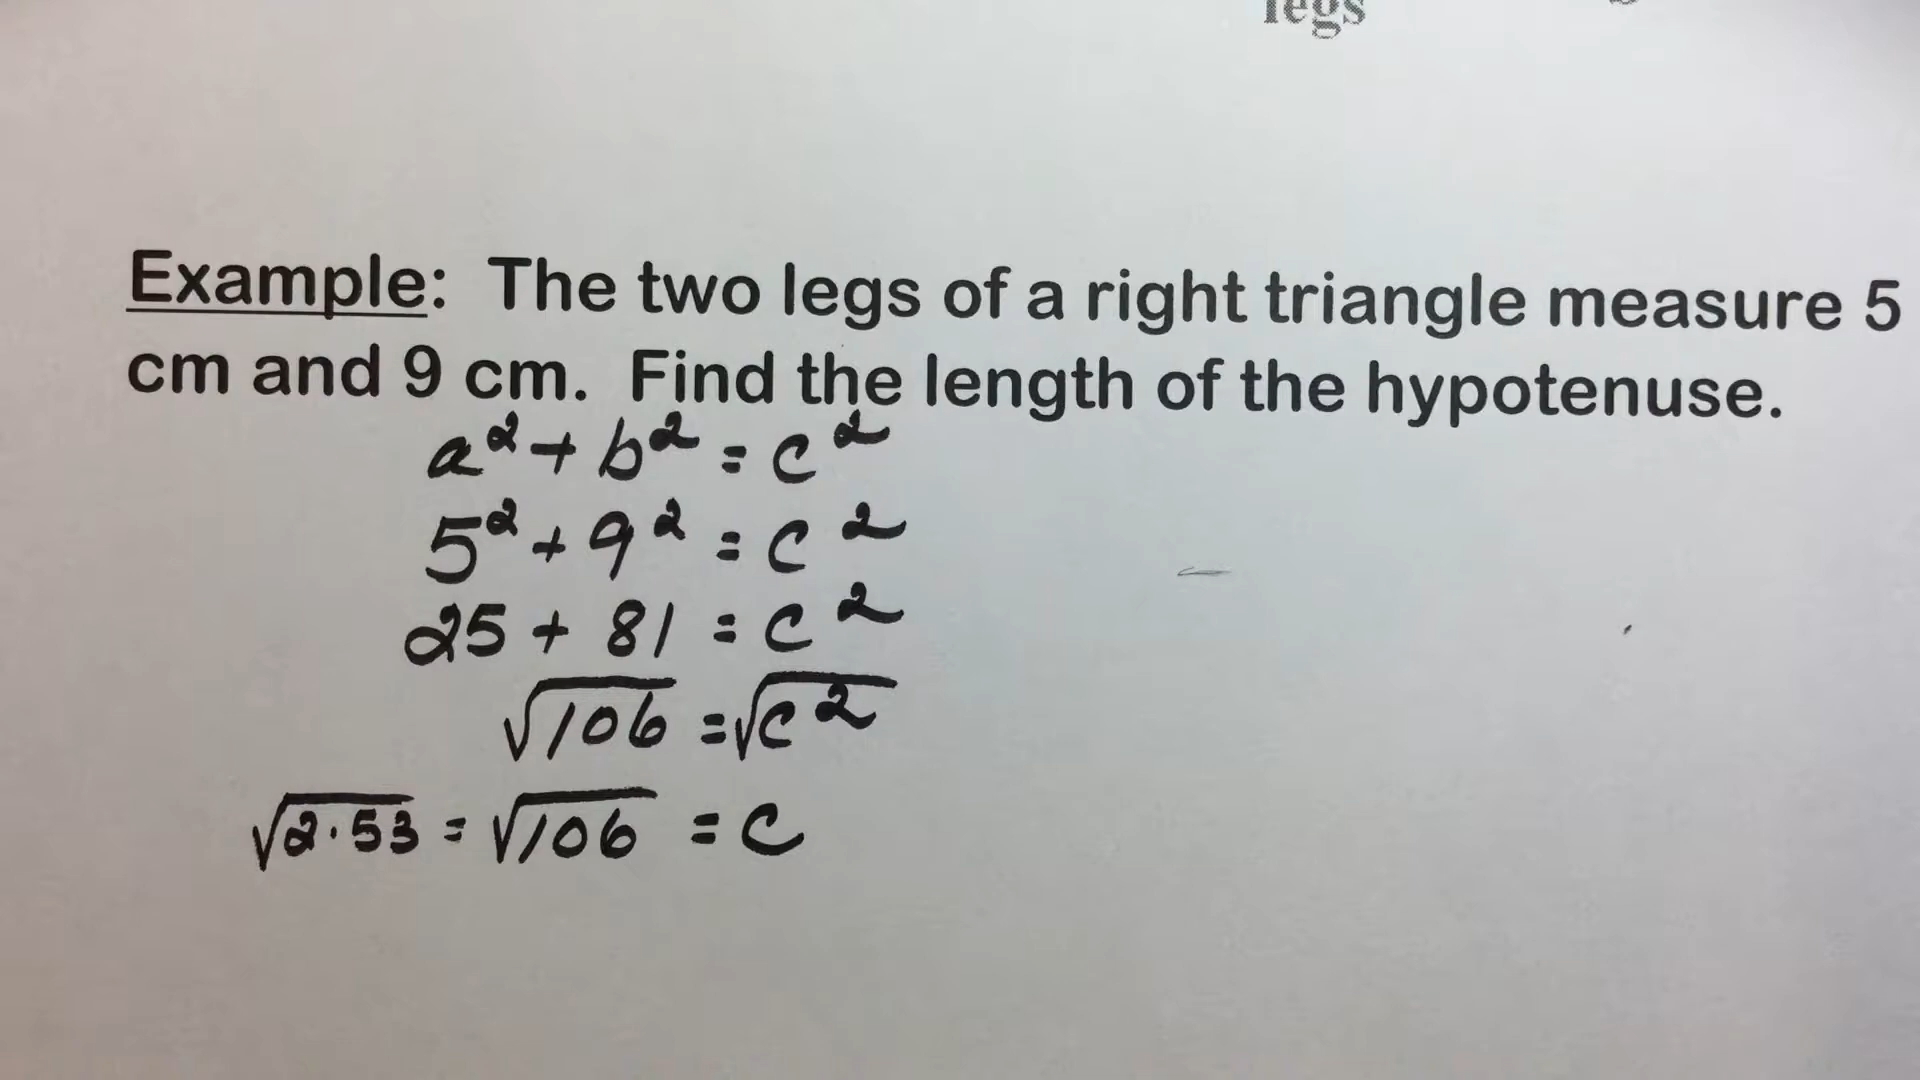 legs
Example: The two legs of a right triangle measure 5
cm and 9 cm. Find the length of the hypotenuse.
a² + b² = c²
5² + 9² = c²
25 + 81 = c²
√106 = √c²
√2·53 = √106 = c